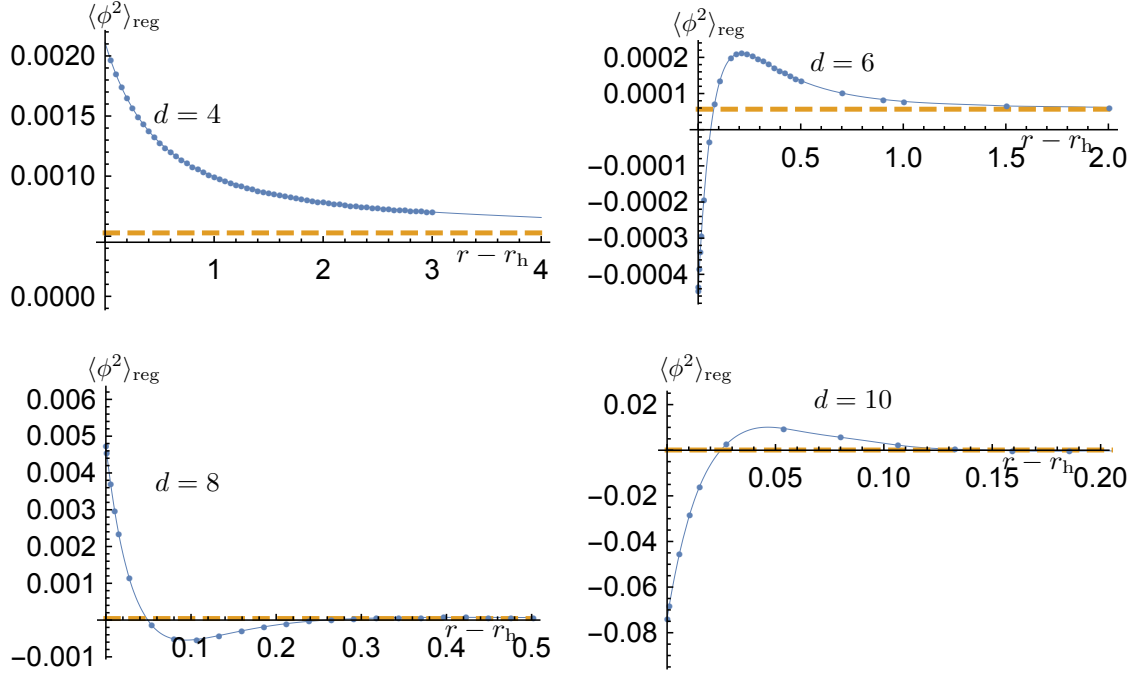 ⟨ϕ²⟩reg
0.0020
0.0015
0.0010
0.0000
d = 4
r − rh
1 2 3 4
⟨ϕ²⟩reg
0.0002
0.0001
−0.0001
−0.0002
−0.0003
−0.0004
d = 6
r − rh
0.5 1.0 1.5 2.0
⟨ϕ²⟩reg
0.006
0.005
0.004
0.003
0.002
0.001
−0.001
d = 8
r − rh
0.1 0.2 0.3 0.4 0.5
⟨ϕ²⟩reg
0.02
−0.02
−0.04
−0.06
−0.08
d = 10
r − rh
0.05 0.10 0.15 0.20